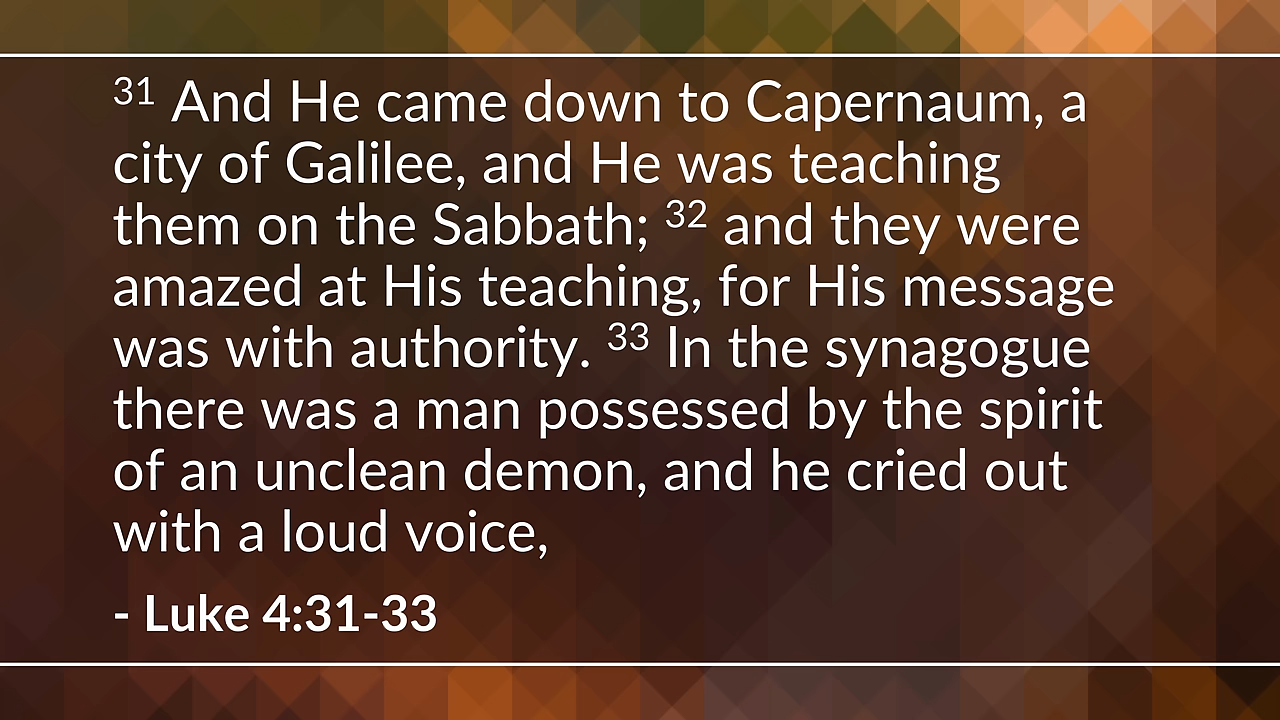 31 And He came down to Capernaum, a
city of Galilee, and He was teaching
them on the Sabbath; 32 and they were
amazed at His teaching, for His message
was with authority. 33 In the synagogue
there was a man possessed by the spirit
of an unclean demon, and he cried out
with a loud voice,
- Luke 4:31-33